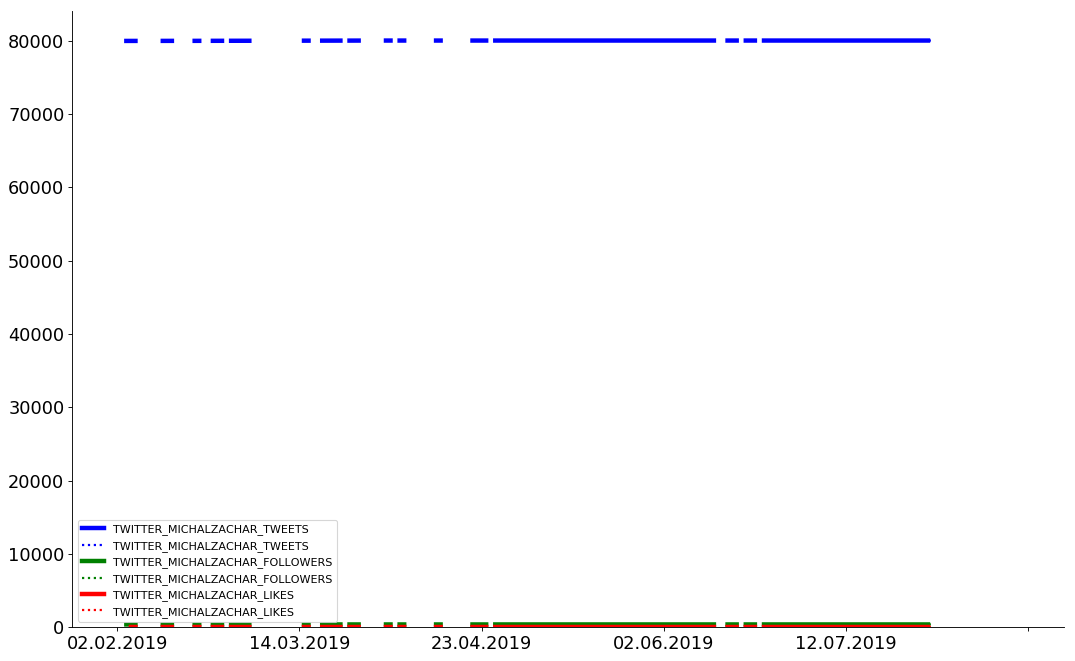 80000
70000
60000
50000
40000
30000
20000
10000
0
TWITTER_MICHALZACHAR_TWEETS
TWITTER_MICHALZACHAR_TWEETS
TWITTER_MICHALZACHAR_FOLLOWERS
TWITTER_MICHALZACHAR_FOLLOWERS
TWITTER_MICHALZACHAR_LIKES
TWITTER_MICHALZACHAR_LIKES
02.02.2019 14.03.2019 23.04.2019 02.06.2019 12.07.2019